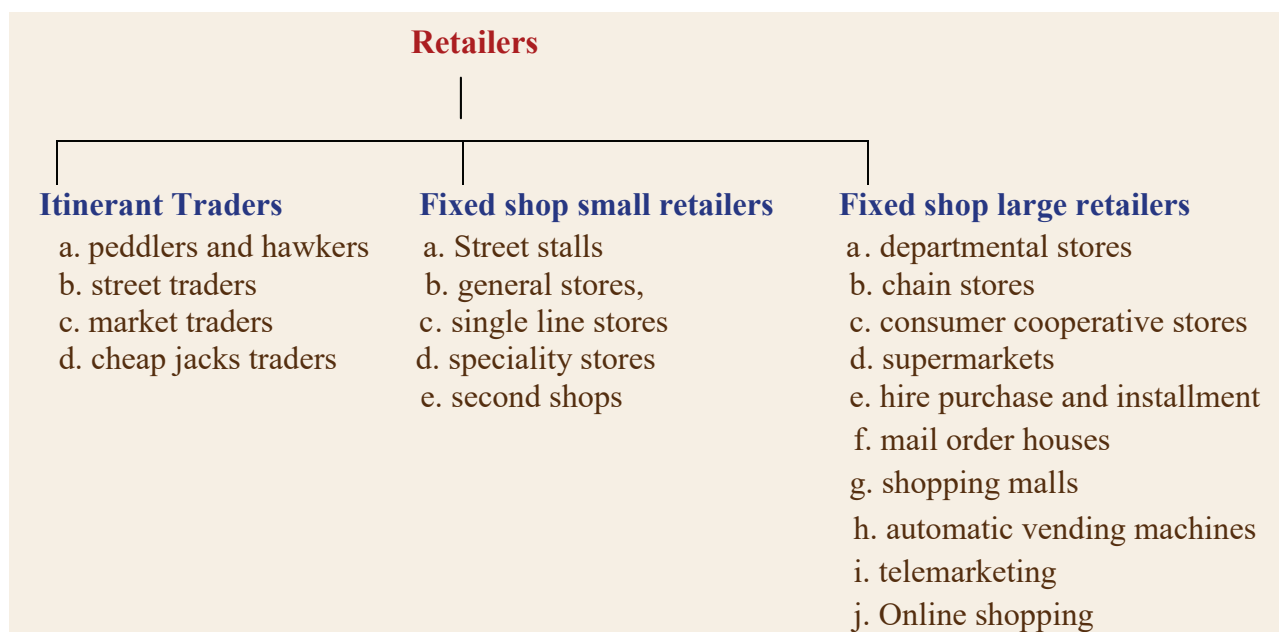 Retailers
Itinerant Traders
a. peddlers and hawkers
b. street traders
c. market traders
d. cheap jacks traders
Fixed shop small retailers
a. Street stalls
b. general stores,
c. single line stores
d. speciality stores
e. second shops
Fixed shop large retailers
a. departmental stores
b. chain stores
c. consumer cooperative stores
d. supermarkets
e. hire purchase and installment
f. mail order houses
g. shopping malls
h. automatic vending machines
i. telemarketing
j. Online shopping